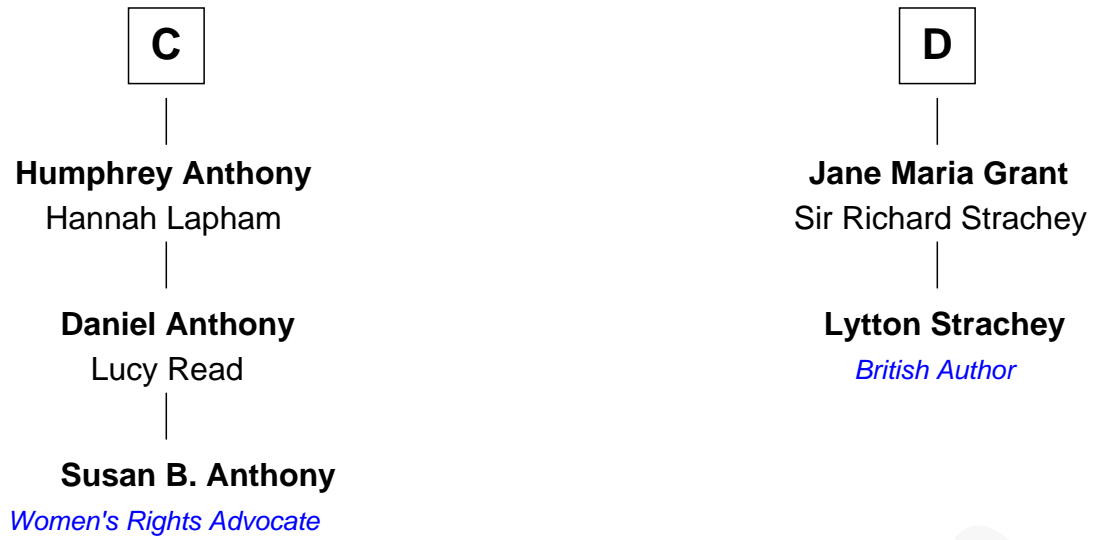 C
Humphrey Anthony
Hannah Lapham
Daniel Anthony
Lucy Read
Susan B. Anthony
Women's Rights Advocate
D
Jane Maria Grant
Sir Richard Strachey
Lytton Strachey
British Author